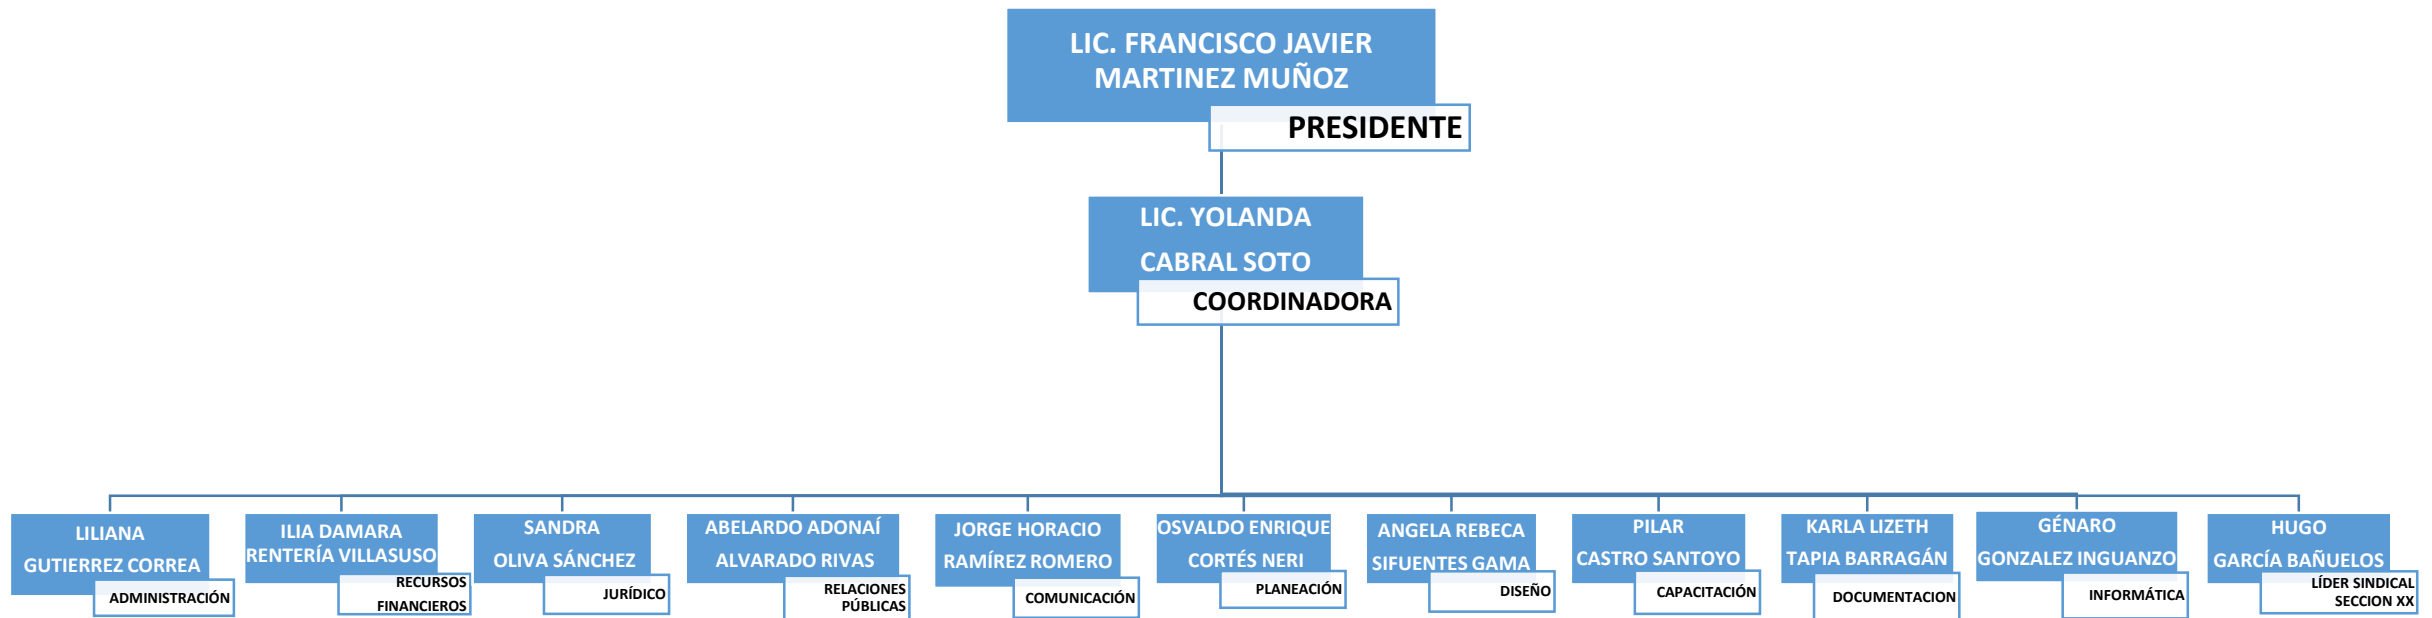 LIC. FRANCISCO JAVIER
MARTINEZ MUÑOZ
PRESIDENTE
LIC. YOLANDA
CABRAL SOTO
COORDINADORA
LILIANA
GUTIERREZ CORREA
ADMINISTRACIÓN
ILIA DAMARA
RENTERÍA VILLASUSO
RECURSOS
FINANCIEROS
SANDRA
OLIVA SÁNCHEZ
JURÍDICO
ABELARDO ADONAÍ
ALVARADO RIVAS
RELACIONES
PÚBLICAS
JORGE HORACIO
RAMÍREZ ROMERO
COMUNICACIÓN
OSVALDO ENRIQUE
CORTÉS NERI
PLANEACIÓN
ANGELA REBECA
SIFUENTES GAMA
DISEÑO
PILAR
CASTRO SANTOYO
CAPACITACIÓN
KARLA LIZETH
TAPIA BARRAGÁN
DOCUMENTACION
GÉNARO
GONZALEZ INGUANZO
INFORMÁTICA
HUGO
GARCÍA BAÑUELOS
LÍDER SINDICAL
SECCION XX